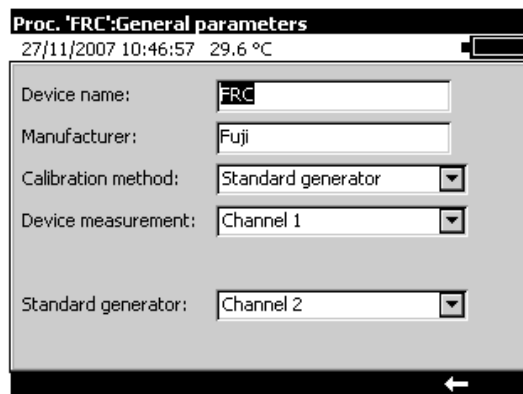 Proc. 'FRC':General parameters
27/11/2007 10:46:57 29.6 °C
Device name: FRC
Manufacturer: Fuji
Calibration method: Standard generator
Device measurement: Channel 1
Standard generator: Channel 2